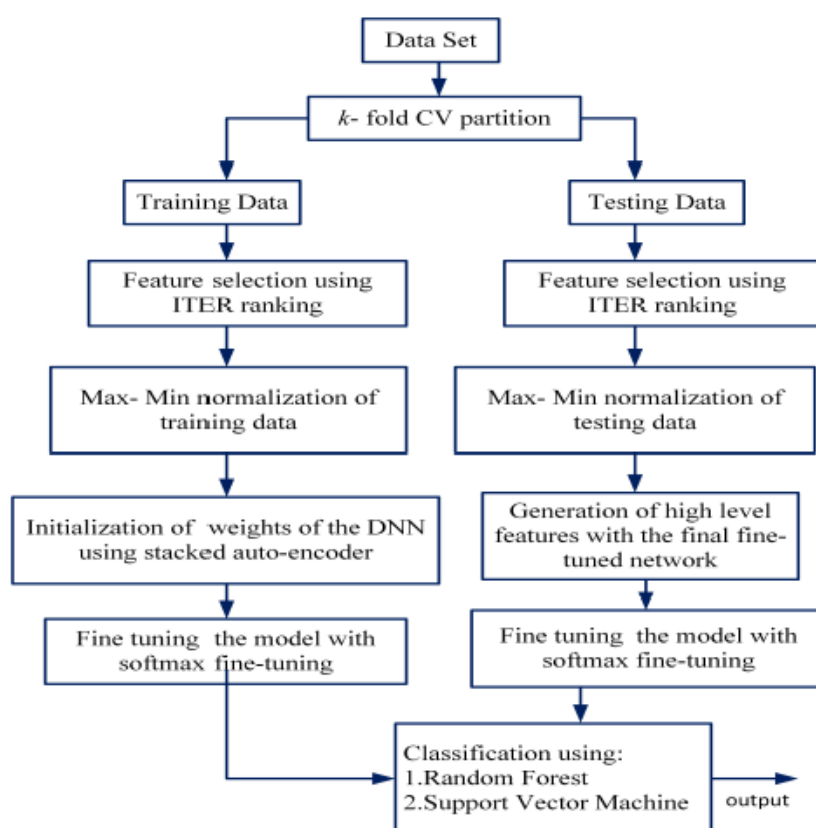 Data Set
k- fold CV partition
Training Data
Testing Data
Feature selection using
ITER ranking
Feature selection using
ITER ranking
Max- Min normalization of
training data
Max- Min normalization of
testing data
Initialization of weights of the DNN
using stacked auto-encoder
Generation of high level
features with the final fine-
tuned network
Fine tuning the model with
softmax fine-tuning
Fine tuning the model with
softmax fine-tuning
Classification using:
1.Random Forest
2.Support Vector Machine
output